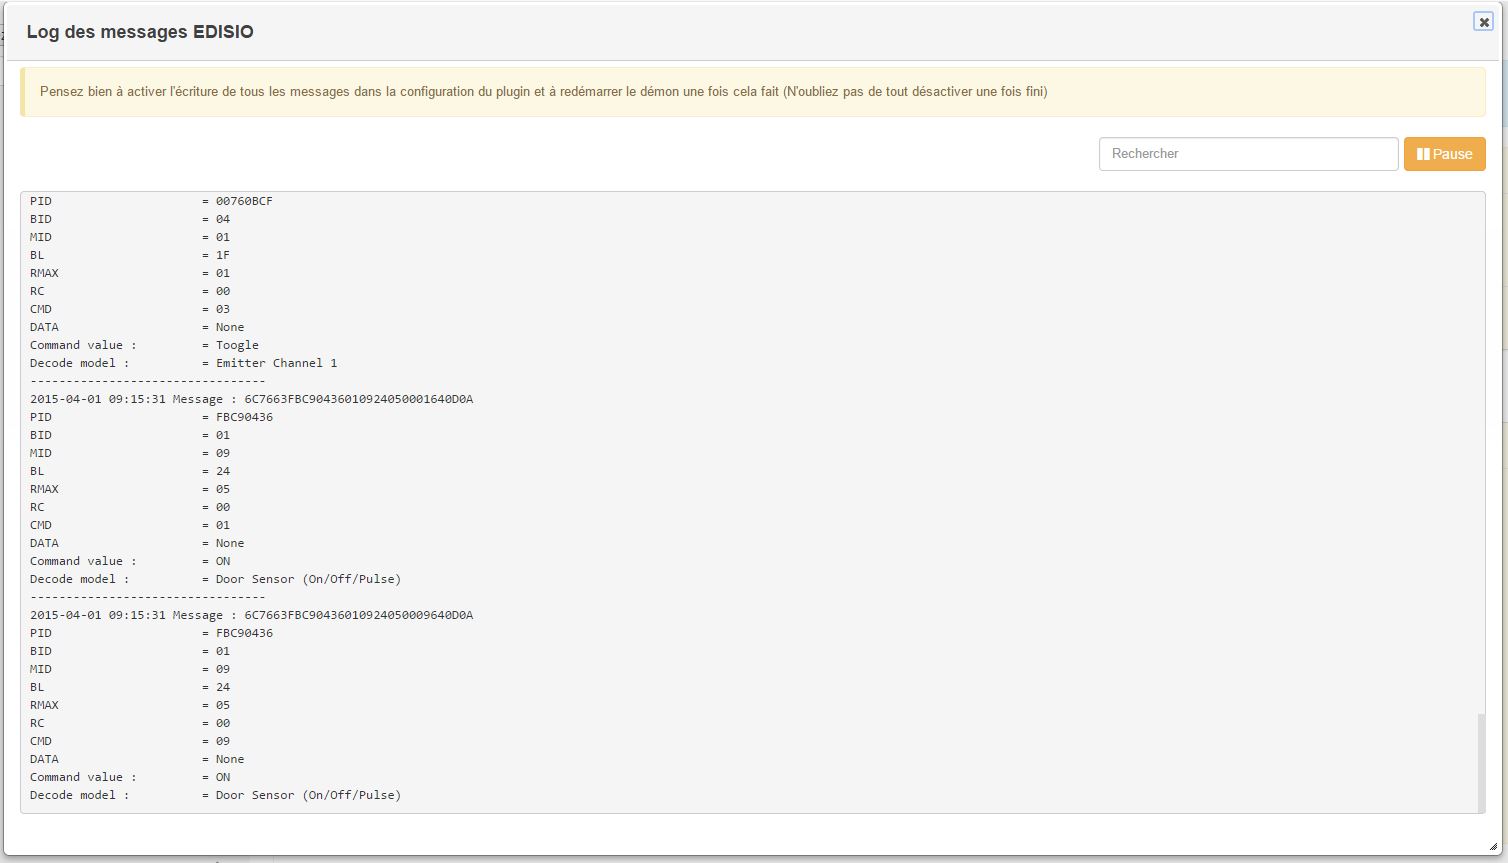 Log des messages EDISIO
Pensez bien à activer l'écriture de tous les messages dans la configuration du plugin et à redémarrer le démon une fois cela fait (N'oubliez pas de tout désactiver une fois fini)
Rechercher
Pause
PID = 00760BCF
BID = 04
MID = 01
BL = 1F
RMAX = 01
RC = 00
CMD = 03
DATA = None
Command value : = Toogle
Decode model : = Emitter Channel 1
---------------------------------
2015-04-01 09:15:31 Message : 6C7663FBC90436010924050001640D0A
PID = FBC90436
BID = 01
MID = 09
BL = 24
RMAX = 05
RC = 00
CMD = 01
DATA = None
Command value : = ON
Decode model : = Door Sensor (On/Off/Pulse)
---------------------------------
2015-04-01 09:15:31 Message : 6C7663FBC90436010924050009640D0A
PID = FBC90436
BID = 01
MID = 09
BL = 24
RMAX = 05
RC = 00
CMD = 09
DATA = None
Command value : = ON
Decode model : = Door Sensor (On/Off/Pulse)